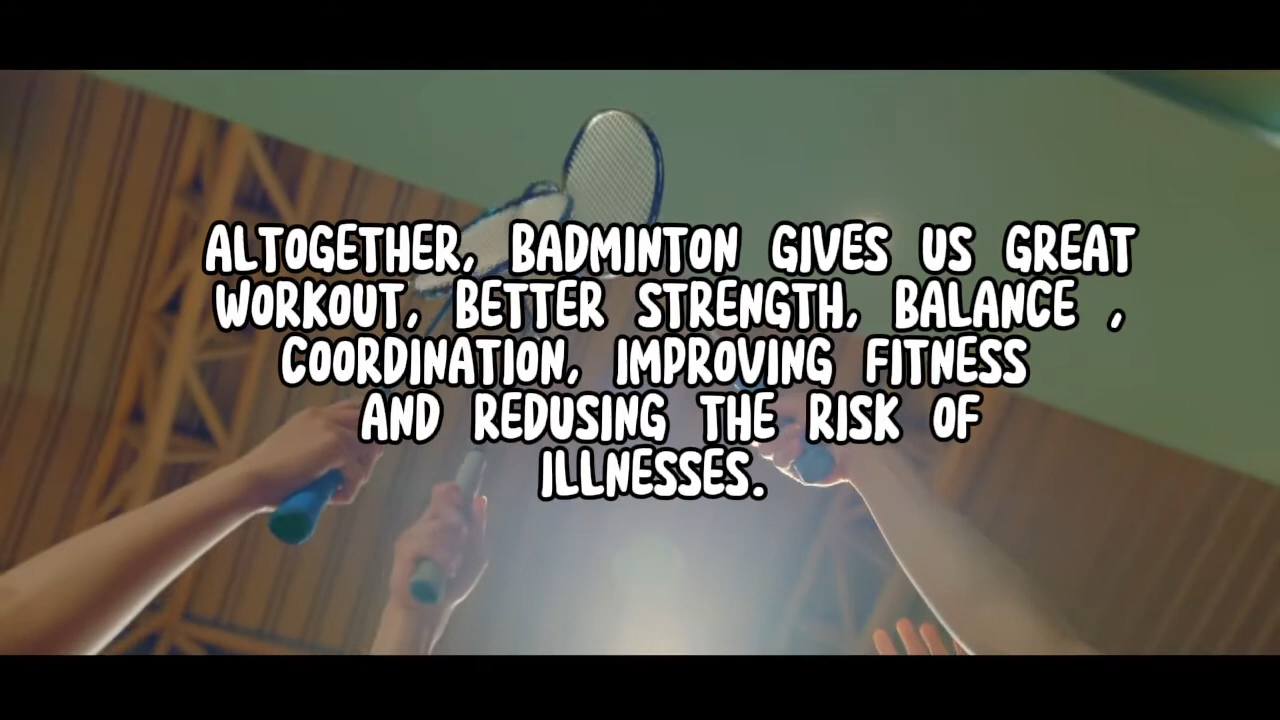 ALTOGETHER, BADMINTON GIVES US GREAT
WORKOUT, BETTER STRENGTH, BALANCE ,
COORDINATION, IMPROVING FITNESS
AND REDUSING THE RISK OF
ILLNESSES.